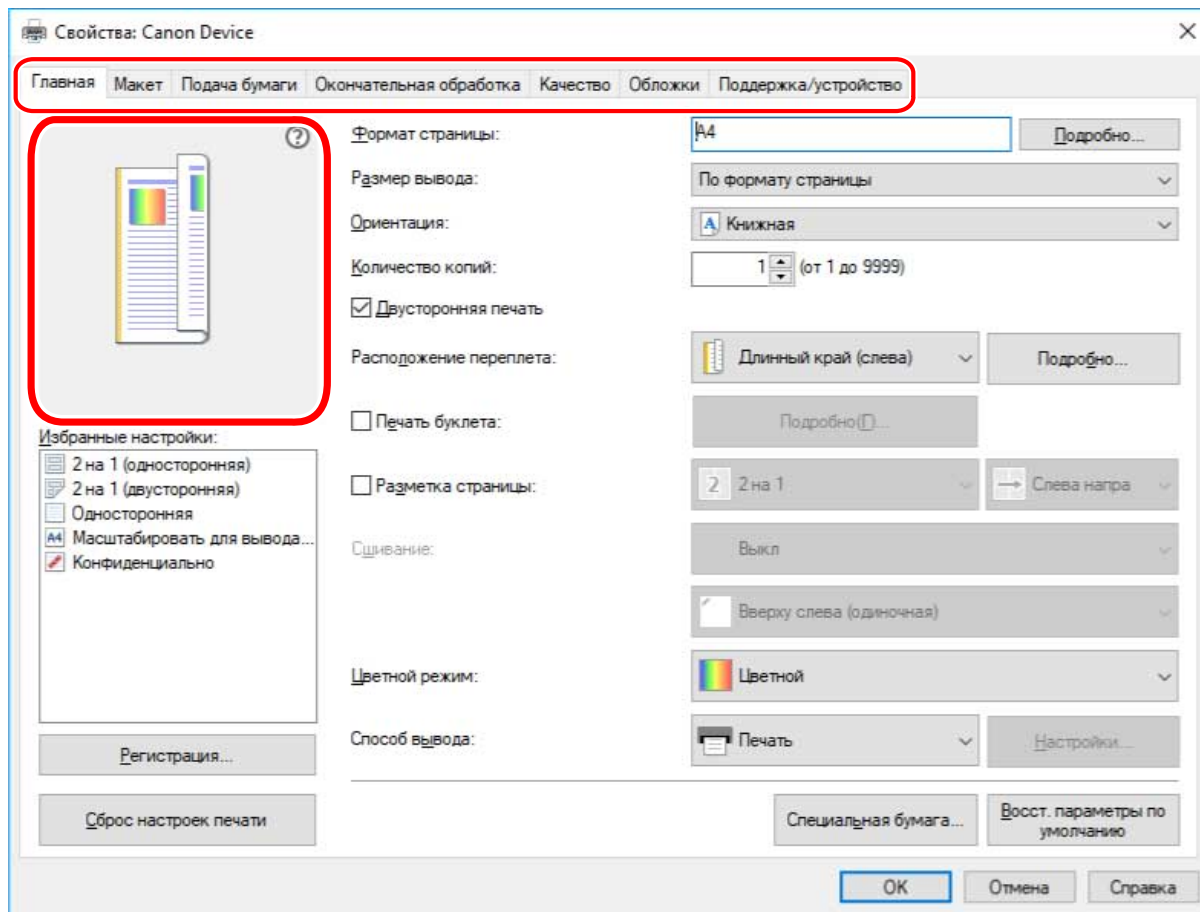 Свойства: Canon Device
Главная Макет Подача бумаги Окончательная обработка Качество Обложки Поддержка/устройство
Формат страницы: A4 Подробно...
Размер вывода: По формату страницы
Ориентация: Книжная
Количество копий: 1 (от 1 до 9999)
Двусторонняя печать
Расположение переплета: Длинный край (слева) Подробно...
Печать буклета: Подробно(П)...
Избранные настройки:
2 на 1 (односторонняя)
2 на 1 (двусторонняя)
Односторонняя
A4 Масштабировать для вывода...
Конфиденциально
Разметка страницы: 2 2 на 1 Слева напра
Сшивание: Выкл
Вверху слева (одиночная)
Цветной режим: Цветной
Способ вывода: Печать Настройки...
Регистрация...
Сброс настроек печати
Специальная бумага...
Восст. параметры по
умолчанию
OK Отмена Справка